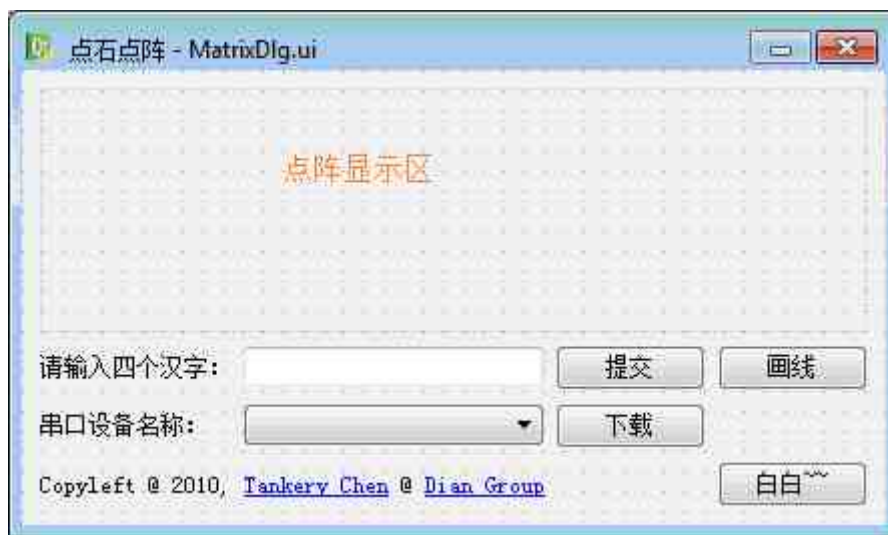 点石点阵 - MatrixDlg.ui
点阵显示区
请输入四个汉字： 提交 画线
串口设备名称： 下载
Copyleft @ 2010, Tankery Chen @ Dian Group 白白~~